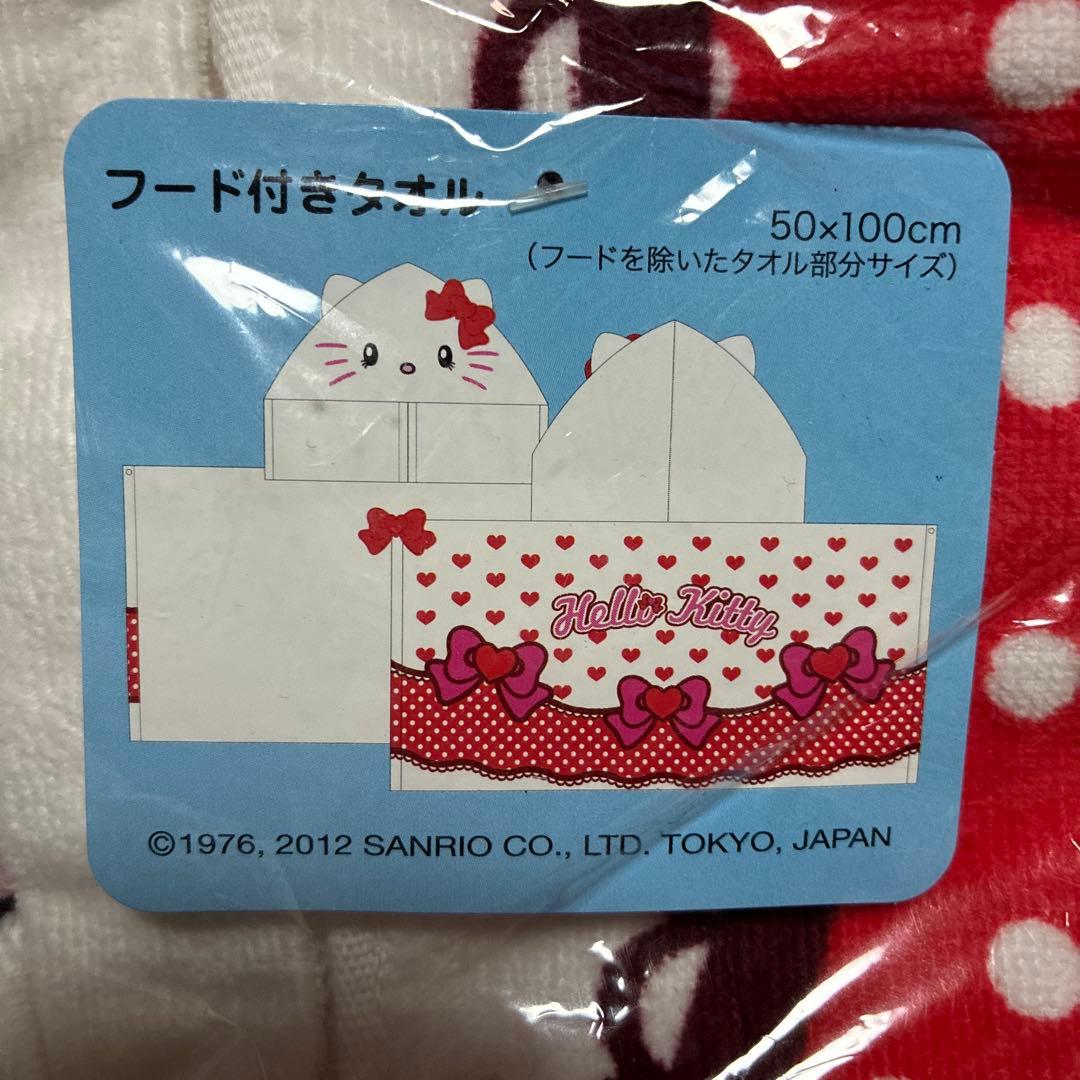 フード付きタオル
50×100cm
（フードを除いたタオル部分サイズ）
Hello Kitty
©1976, 2012 SANRIO CO., LTD. TOKYO, JAPAN